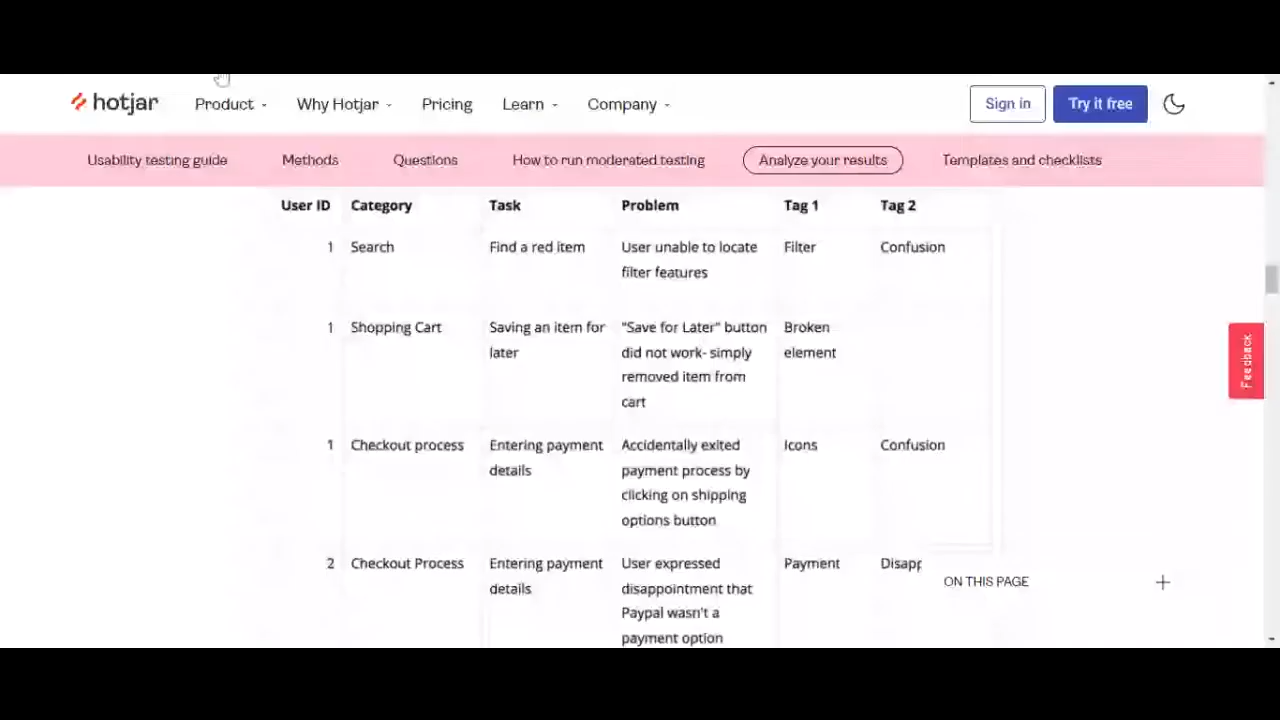 hotjar Product Why Hotjar Pricing Learn Company Sign in Try it free
Usability testing guide Methods Questions How to run moderated testing Analyze your results Templates and checklists
User ID Category Task Problem Tag 1 Tag 2
1 Search Find a red item User unable to locate Filter Confusion
filter features
1 Shopping Cart Saving an item for "Save for Later" button Broken
later did not work- simply element
removed item from
cart
Feedback
1 Checkout process Entering payment Accidentally exited Icons Confusion
details payment process by
clicking on shipping
options button
2 Checkout Process Entering payment User expressed Payment Disapp
ON THIS PAGE
details disappointment that
Paypal wasn't a
payment option